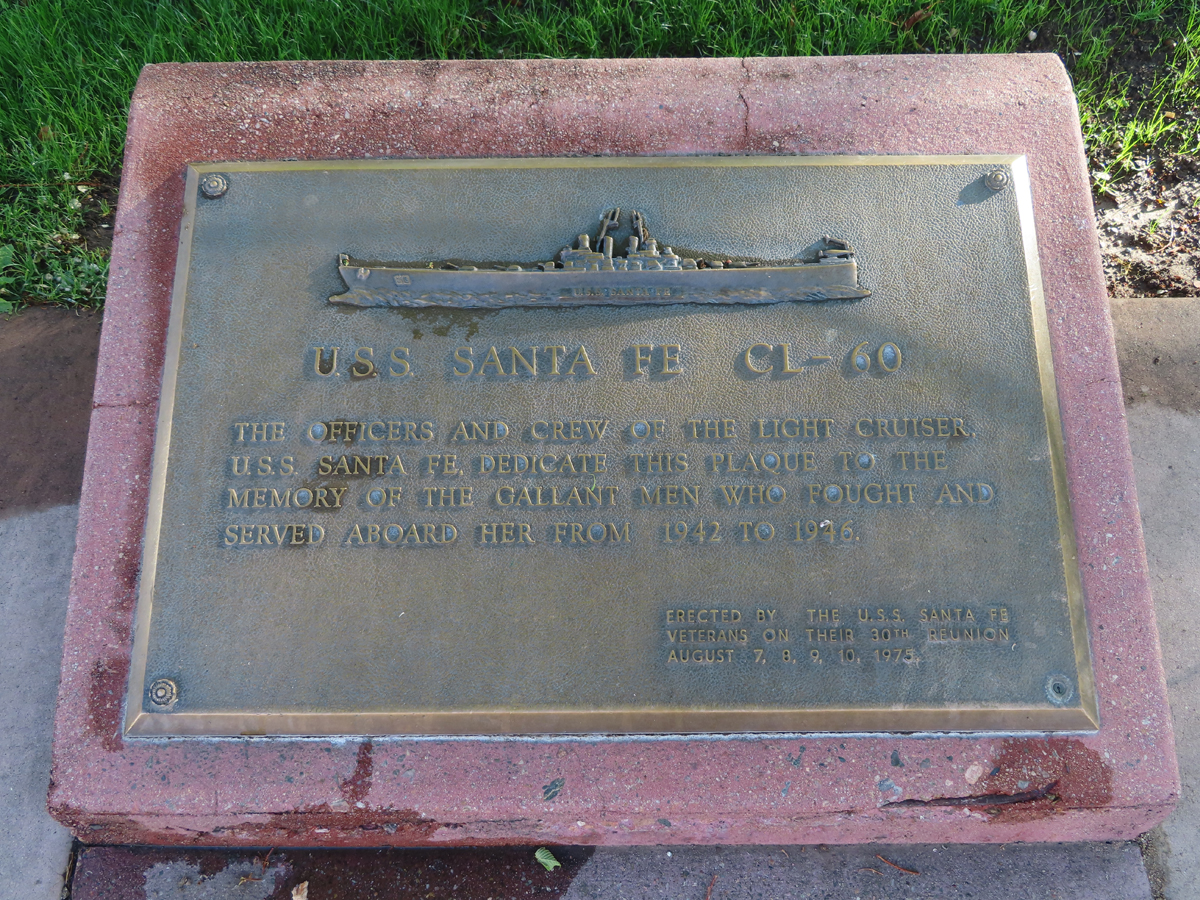 U.S.S. SANTA FE CL-60
THE OFFICERS AND CREW OF THE LIGHT CRUISER,
U.S.S. SANTA FE, DEDICATE THIS PLAQUE TO THE
MEMORY OF THE GALLANT MEN WHO FOUGHT AND
SERVED ABOARD HER FROM 1942 TO 1946.
ERECTED BY THE U.S.S. SANTA FE
VETERANS ON THEIR 30TH REUNION
AUGUST 7, 8, 9, 10, 1975.